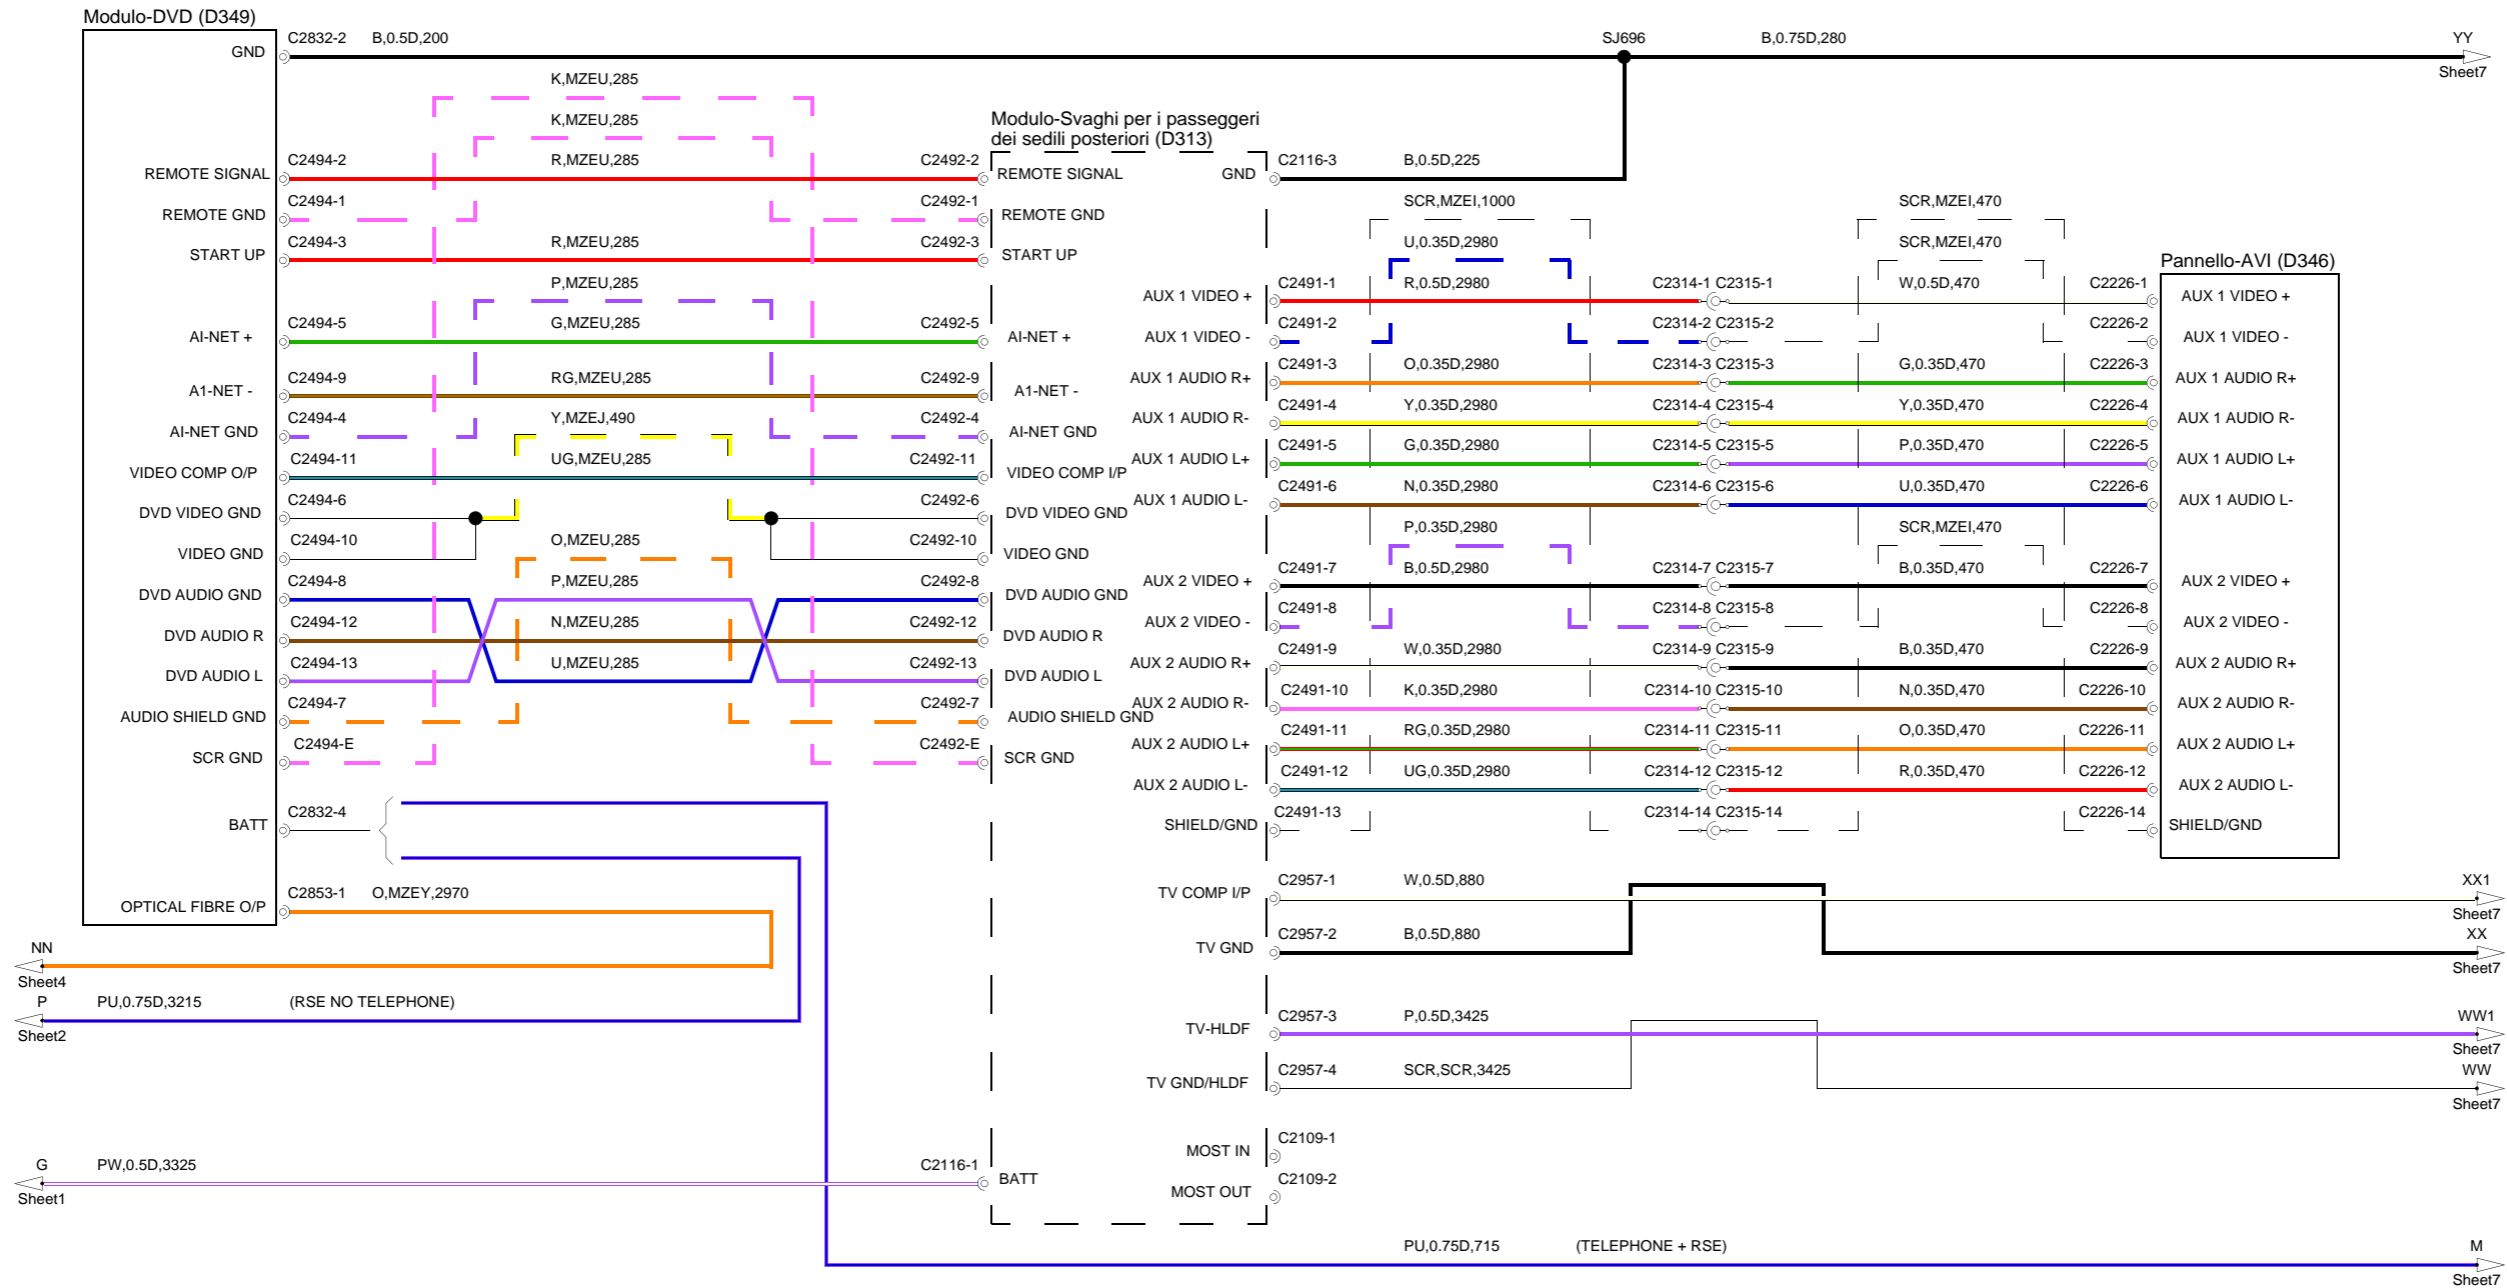 Modulo-DVD (D349)
C2832-2 B,0.5D,200 SJ696 B,0.75D,280 YY
GND
Sheet7
K,MZEU,285
K,MZEU,285
Modulo-Svaghi per i passeggeri
dei sedili posteriori (D313)
C2494-2 R,MZEU,285 C2492-2 C2116-3 B,0.5D,225
REMOTE SIGNAL REMOTE SIGNAL GND
C2494-1 C2492-1 SCR,MZEI,1000 SCR,MZEI,470
REMOTE GND REMOTE GND
C2494-3 R,MZEU,285 C2492-3 U,0.35D,2980 SCR,MZEI,470
START UP START UP
Pannello-AVI (D346)
P,MZEU,285 C2491-1 R,0.5D,2980 C2314-1 C2315-1 W,0.5D,470 C2226-1
AUX 1 VIDEO + AUX 1 VIDEO +
C2494-5 G,MZEU,285 C2492-5 C2491-2 C2314-2 C2315-2 C2226-2
AI-NET + AI-NET + AUX 1 VIDEO - AUX 1 VIDEO -
C2491-3 O,0.35D,2980 C2314-3 C2315-3 G,0.35D,470 C2226-3
C2494-9 RG,MZEU,285 C2492-9 AUX 1 AUDIO R+ AUX 1 AUDIO R+
A1-NET - A1-NET -
C2494-4 Y,MZEJ,490 C2492-4 C2491-4 Y,0.35D,2980 C2314-4 C2315-4 Y,0.35D,470 C2226-4
AI-NET GND AI-NET GND AUX 1 AUDIO R- AUX 1 AUDIO R-
C2494-11 UG,MZEU,285 C2492-11 C2491-5 G,0.35D,2980 C2314-5 C2315-5 P,0.35D,470 C2226-5
VIDEO COMP O/P VIDEO COMP I/P AUX 1 AUDIO L+ AUX 1 AUDIO L+
C2494-6 C2492-6 C2491-6 N,0.35D,2980 C2314-6 C2315-6 U,0.35D,470 C2226-6
DVD VIDEO GND DVD VIDEO GND AUX 1 AUDIO L- AUX 1 AUDIO L-
C2494-10 O,MZEU,285 C2492-10 P,0.35D,2980 SCR,MZEI,470
VIDEO GND VIDEO GND
C2494-8 P,MZEU,285 C2492-8 C2491-7 B,0.5D,2980 C2314-7 C2315-7 B,0.35D,470 C2226-7
DVD AUDIO GND DVD AUDIO GND AUX 2 VIDEO + AUX 2 VIDEO +
C2494-12 N,MZEU,285 C2492-12 C2491-8 C2314-8 C2315-8 C2226-8
DVD AUDIO R DVD AUDIO R AUX 2 VIDEO - AUX 2 VIDEO -
C2494-13 U,MZEU,285 C2492-13 C2491-9 W,0.35D,2980 C2314-9 C2315-9 B,0.35D,470 C2226-9
DVD AUDIO L DVD AUDIO L AUX 2 AUDIO R+ AUX 2 AUDIO R+
C2494-7 C2492-7 C2491-10 K,0.35D,2980 C2314-10 C2315-10 N,0.35D,470 C2226-10
AUDIO SHIELD GND AUDIO SHIELD GND AUX 2 AUDIO R- AUX 2 AUDIO R-
C2494-E C2492-E C2491-11 RG,0.35D,2980 C2314-11 C2315-11 O,0.35D,470 C2226-11
SCR GND SCR GND AUX 2 AUDIO L+ AUX 2 AUDIO L+
C2491-12 UG,0.35D,2980 C2314-12 C2315-12 R,0.35D,470 C2226-12
AUX 2 AUDIO L- AUX 2 AUDIO L-
C2832-4 C2491-13 C2314-14 C2315-14 C2226-14
BATT SHIELD/GND SHIELD/GND
C2853-1 O,MZEY,2970 C2957-1 W,0.5D,880 XX1
OPTICAL FIBRE O/P TV COMP I/P
Sheet7
NN C2957-2 B,0.5D,880 XX
TV GND
Sheet4 Sheet7
P PU,0.75D,3215 (RSE NO TELEPHONE) C2957-3 P,0.5D,3425 WW1
Sheet2 TV-HLDF Sheet7
C2957-4 SCR,SCR,3425 WW
TV GND/HLDF
Sheet7
C2109-1
MOST IN
G PW,0.5D,3325 C2116-1 C2109-2
Sheet1 BATT MOST OUT
PU,0.75D,715 (TELEPHONE + RSE) M
Sheet7